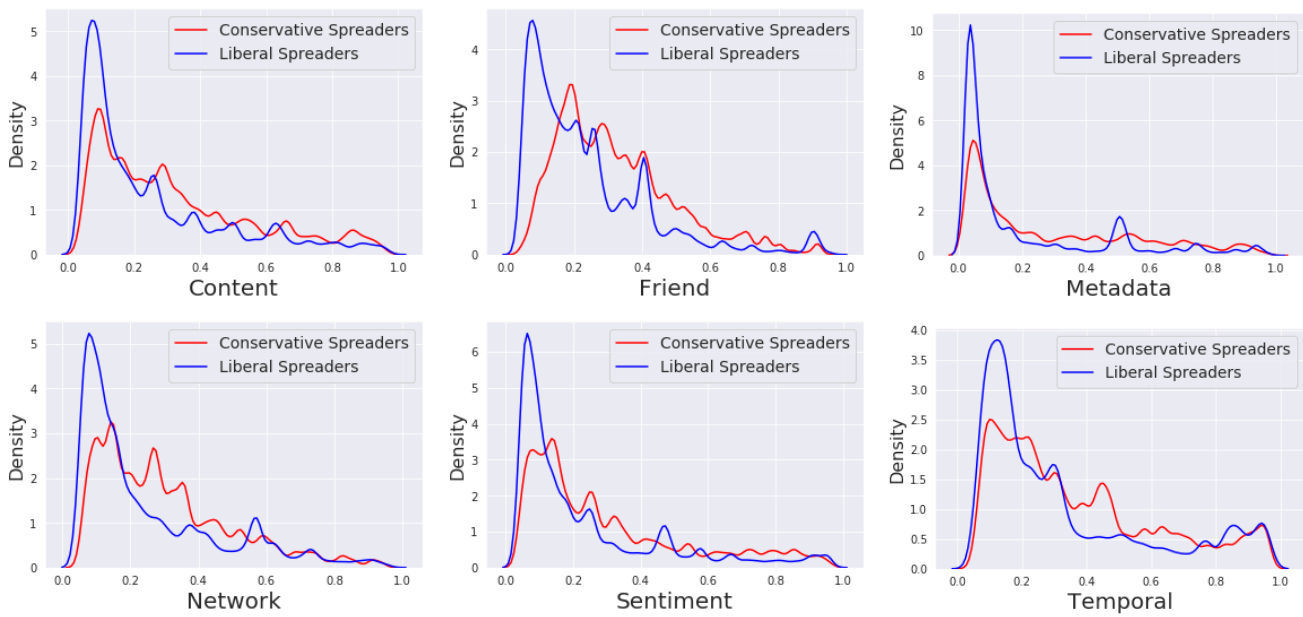 Conservative Spreaders
Liberal Spreaders
Density
5
4
3
2
1
0
0.0 0.2 0.4 0.6 0.8 1.0
Content
Conservative Spreaders
Liberal Spreaders
Density
4
3
2
1
0
0.0 0.2 0.4 0.6 0.8 1.0
Friend
Conservative Spreaders
Liberal Spreaders
Density
10
8
6
4
2
0
0.0 0.2 0.4 0.6 0.8 1.0
Metadata
Conservative Spreaders
Liberal Spreaders
Density
5
4
3
2
1
0
0.0 0.2 0.4 0.6 0.8 1.0
Network
Conservative Spreaders
Liberal Spreaders
Density
6
5
4
3
2
1
0
0.0 0.2 0.4 0.6 0.8 1.0
Sentiment
Conservative Spreaders
Liberal Spreaders
Density
4.0
3.5
3.0
2.5
2.0
1.5
1.0
0.5
0.0
0.0 0.2 0.4 0.6 0.8 1.0
Temporal